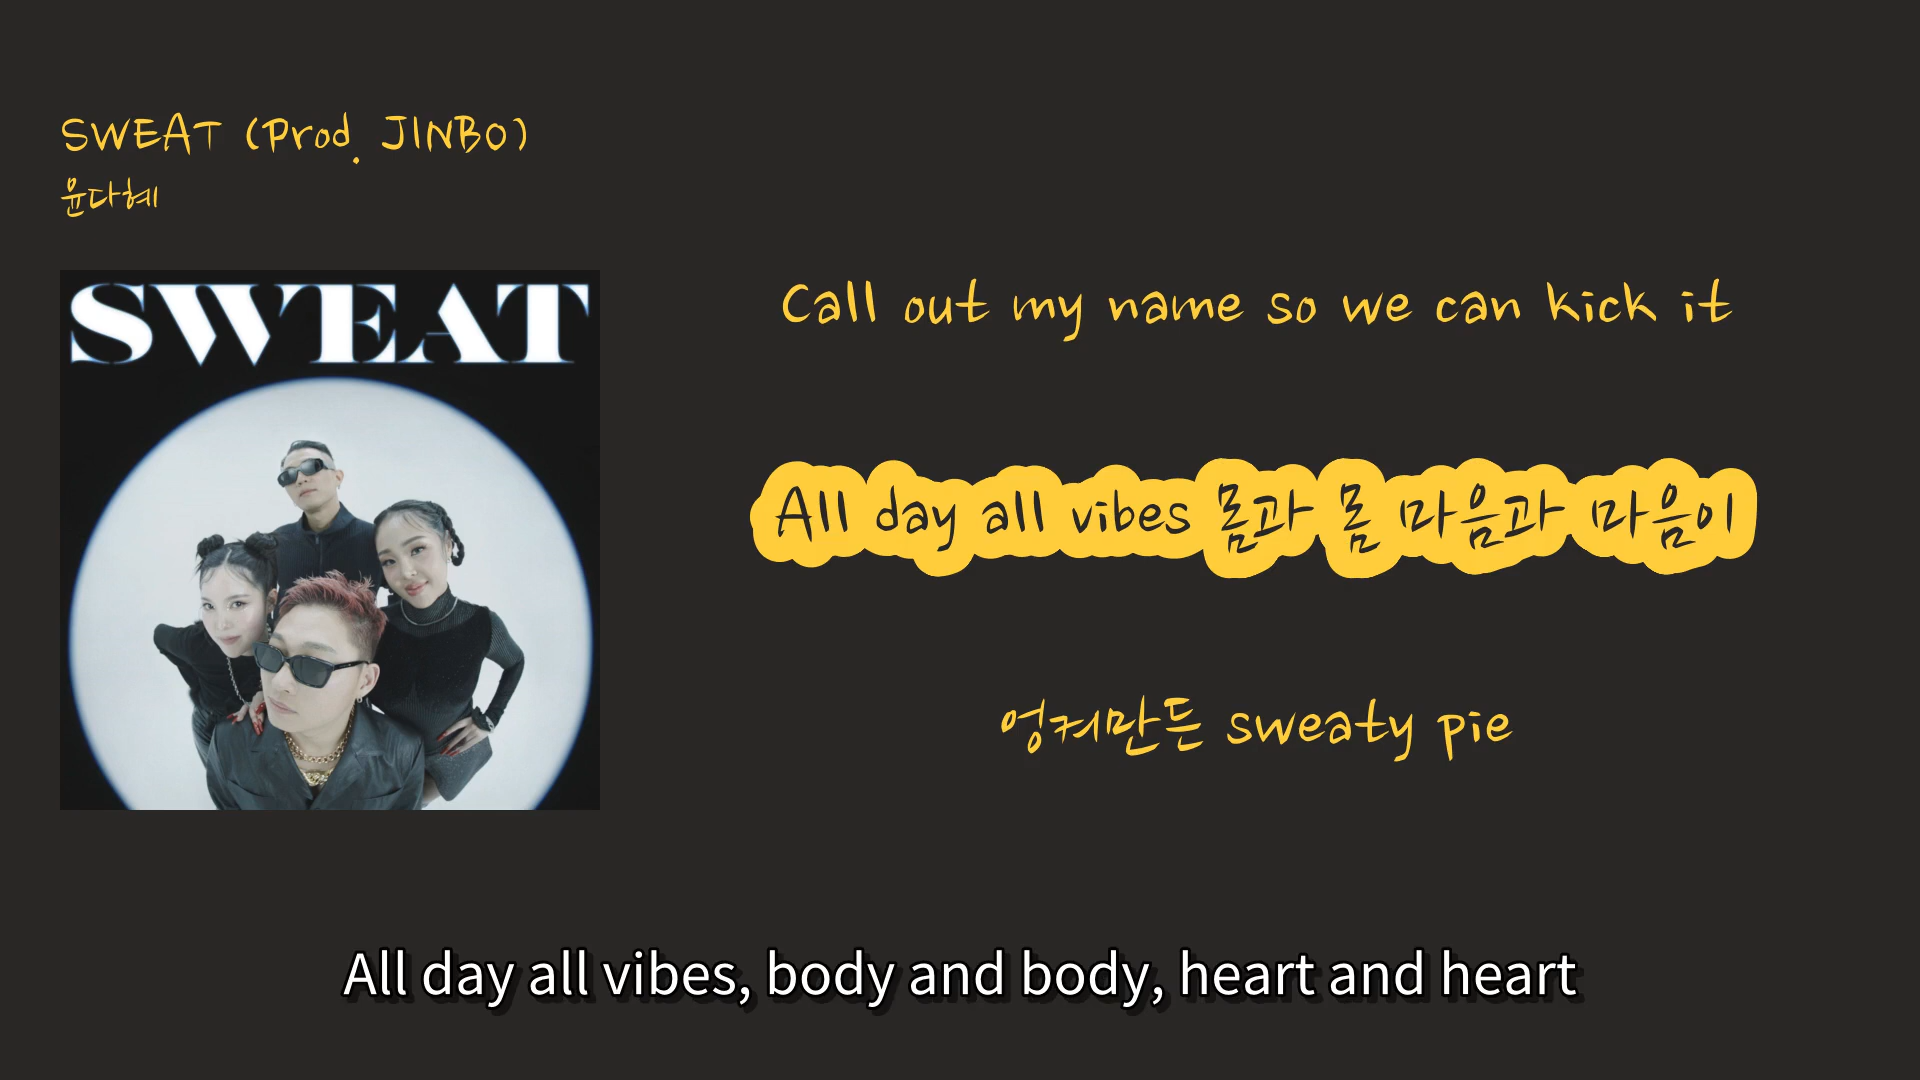 SWEAT (Prod. JINBO)
윤다혜
SWEAT
Call out my name so we can kick it
All day all vibes 몸과 몸 마음과 마음이
엉켜만든 sweaty pie
All day all vibes, body and body, heart and heart